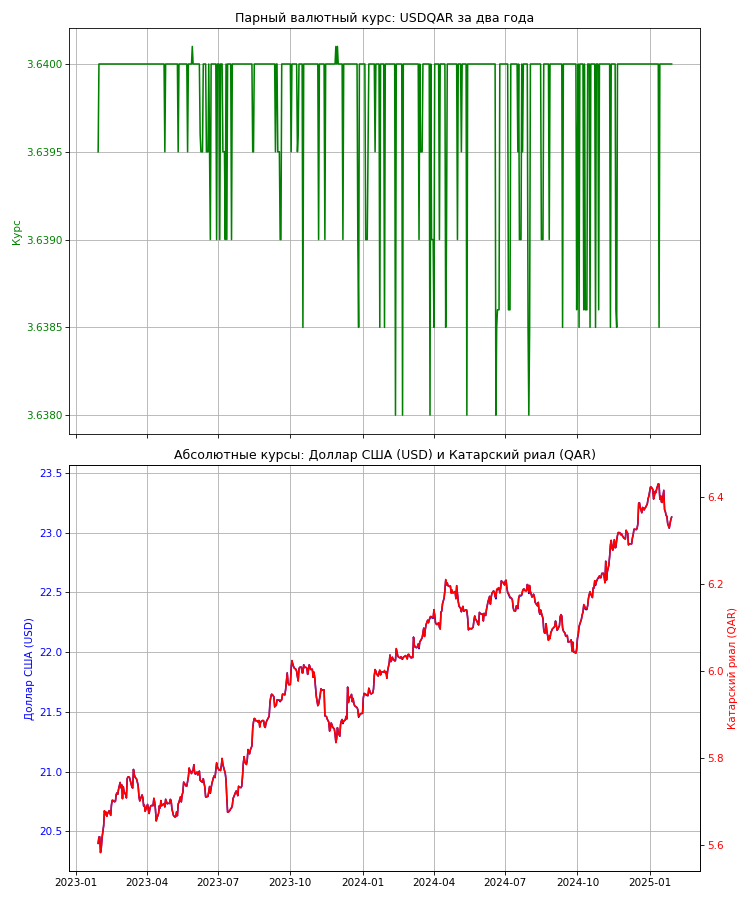 Парный валютный курс: USDQAR за два года
3.6400
3.6395
3.6390
3.6385
3.6380
Курс
Абсолютные курсы: Доллар США (USD) и Катарский риал (QAR)
23.5
23.0
22.5
22.0
21.5
21.0
20.5
Доллар США (USD)
6.4
6.2
6.0
5.8
5.6
Катарский риал (QAR)
2023-01 2023-04 2023-07 2023-10 2024-01 2024-04 2024-07 2024-10 2025-01